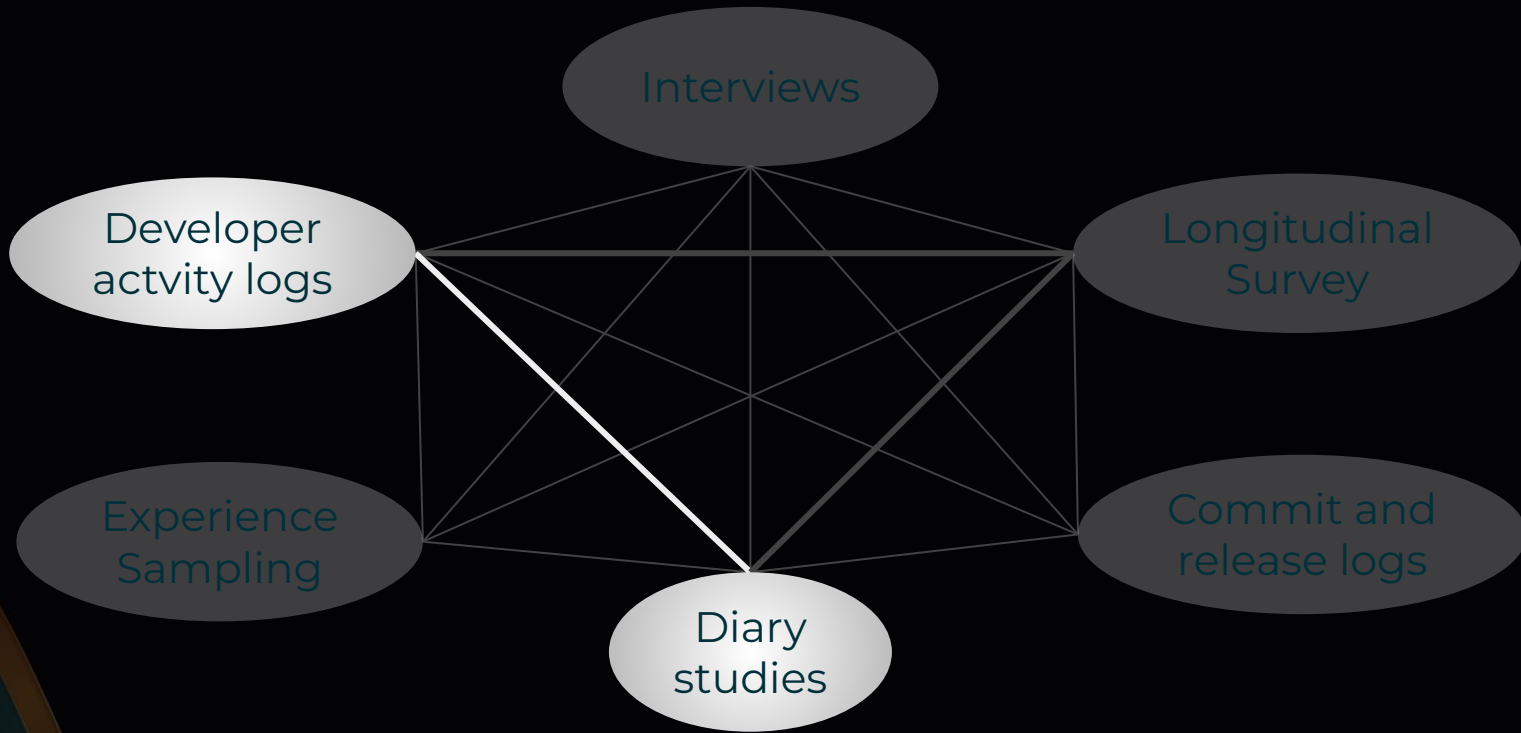 Interviews
Developer
actvity logs
Longitudinal
Survey
Experience
Sampling
Commit and
release logs
Diary
studies